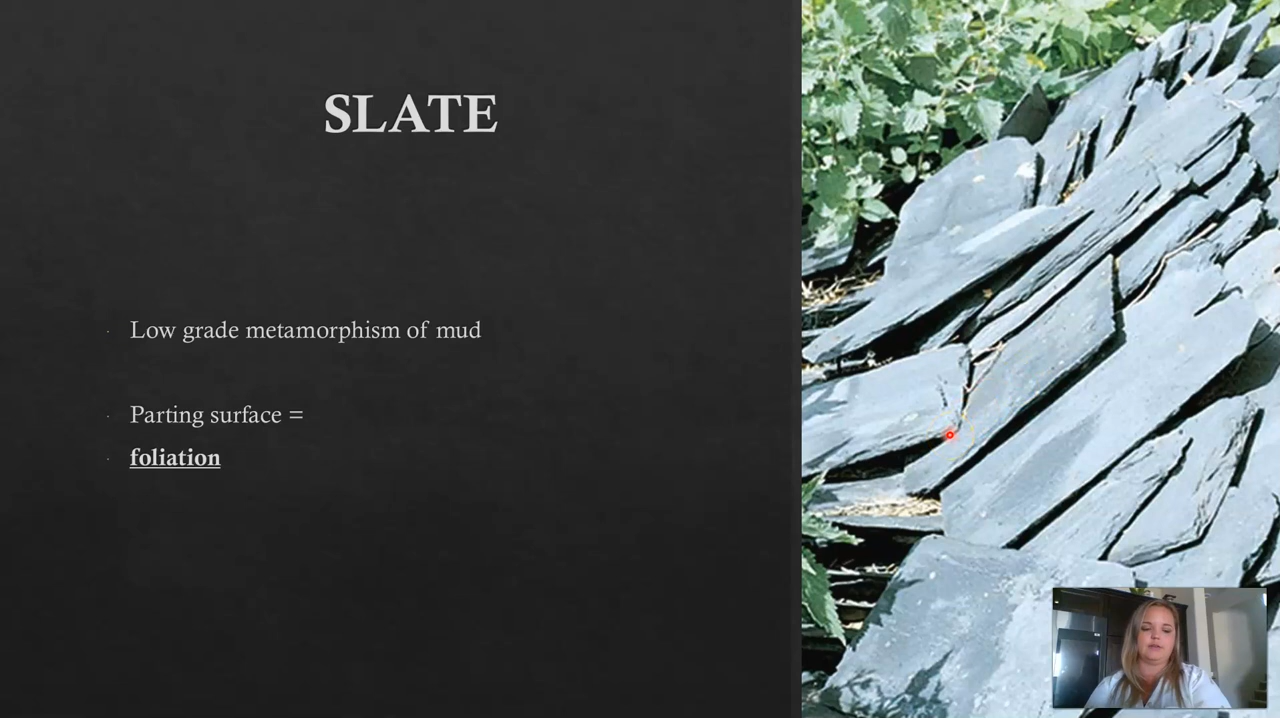 SLATE
Low grade metamorphism of mud
Parting surface =
foliation